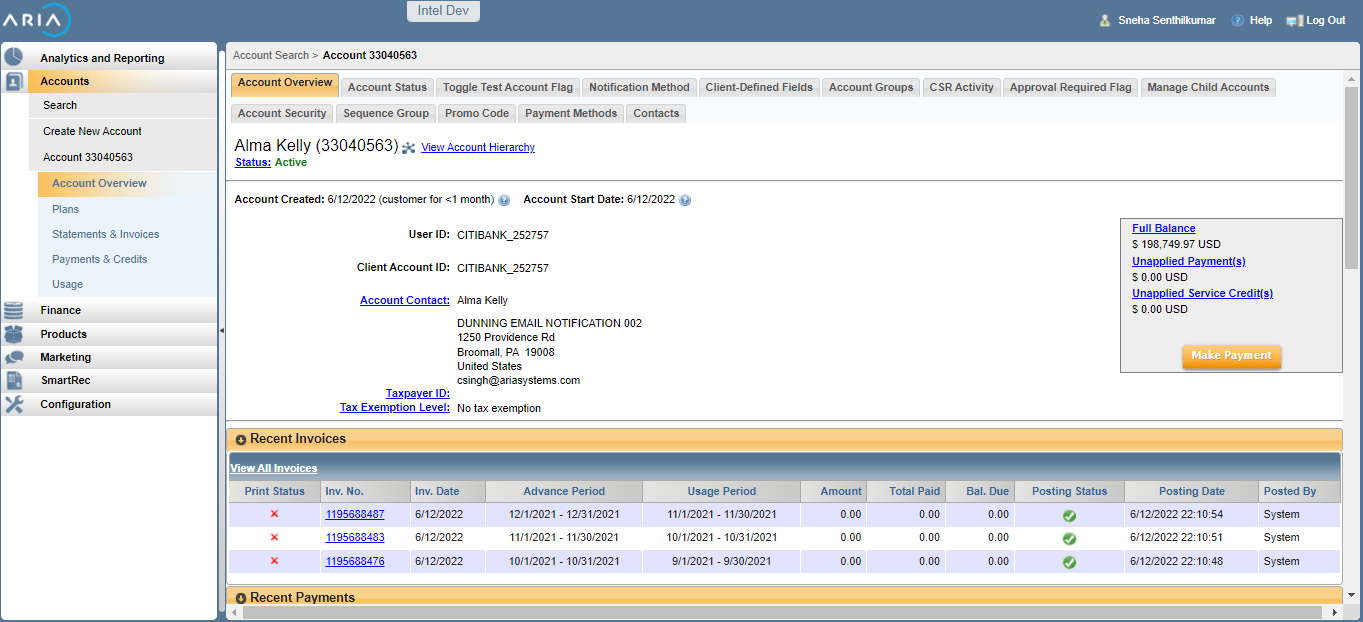 ARIA
Intel Dev
Sneha Senthilkumar Help Log Out
Analytics and Reporting
Accounts
Search
Create New Account
Account 33040563
Account Overview
Plans
Statements & Invoices
Payments & Credits
Usage
Finance
Products
Marketing
SmartRec
Configuration
Account Search > Account 33040563
Account Overview Account Status Toggle Test Account Flag Notification Method Client-Defined Fields Account Groups CSR Activity Approval Required Flag Manage Child Accounts
Account Security Sequence Group Promo Code Payment Methods Contacts
Alma Kelly (33040563) View Account Hierarchy
Status: Active
Account Created: 6/12/2022 (customer for <1 month) Account Start Date: 6/12/2022
User ID: CITIBANK_252757
Client Account ID: CITIBANK_252757
Account Contact: Alma Kelly
DUNNING EMAIL NOTIFICATION 002
1250 Providence Rd
Broomall, PA 19008
United States
csingh@ariasystems.com
Taxpayer ID:
Tax Exemption Level: No tax exemption
Full Balance
$ 198,749.97 USD
Unapplied Payment(s)
$ 0.00 USD
Unapplied Service Credit(s)
$ 0.00 USD
Make Payment
Recent Invoices
View All Invoices
Print Status Inv. No. Inv. Date Advance Period Usage Period Amount Total Paid Bal. Due Posting Status Posting Date Posted By
1195688487 6/12/2022 12/1/2021 - 12/31/2021 11/1/2021 - 11/30/2021 0.00 0.00 0.00 6/12/2022 22:10:54 System
1195688483 6/12/2022 11/1/2021 - 11/30/2021 10/1/2021 - 10/31/2021 0.00 0.00 0.00 6/12/2022 22:10:51 System
1195688476 6/12/2022 10/1/2021 - 10/31/2021 9/1/2021 - 9/30/2021 0.00 0.00 0.00 6/12/2022 22:10:48 System
Recent Payments